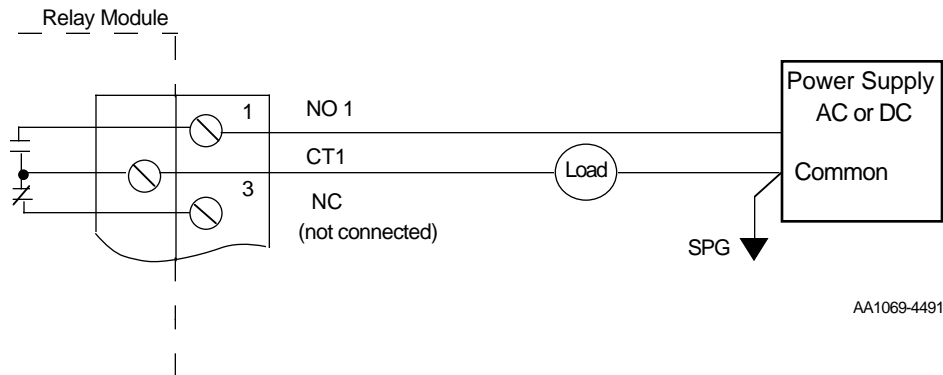 Relay Module
1
NO 1
Power Supply
AC or DC
CT1
Load
Common
3
NC
(not connected)
SPG
AA1069-4491